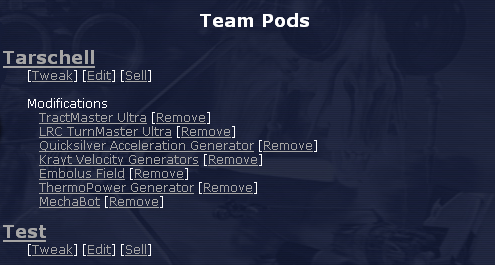 Team Pods
Tarschell
[Tweak] [Edit] [Sell]
Modifications
TractMaster Ultra [Remove]
LRC TurnMaster Ultra [Remove]
Quicksilver Acceleration Generator [Remove]
Krayt Velocity Generators [Remove]
Embolus Field [Remove]
ThermoPower Generator [Remove]
MechaBot [Remove]
Test
[Tweak] [Edit] [Sell]